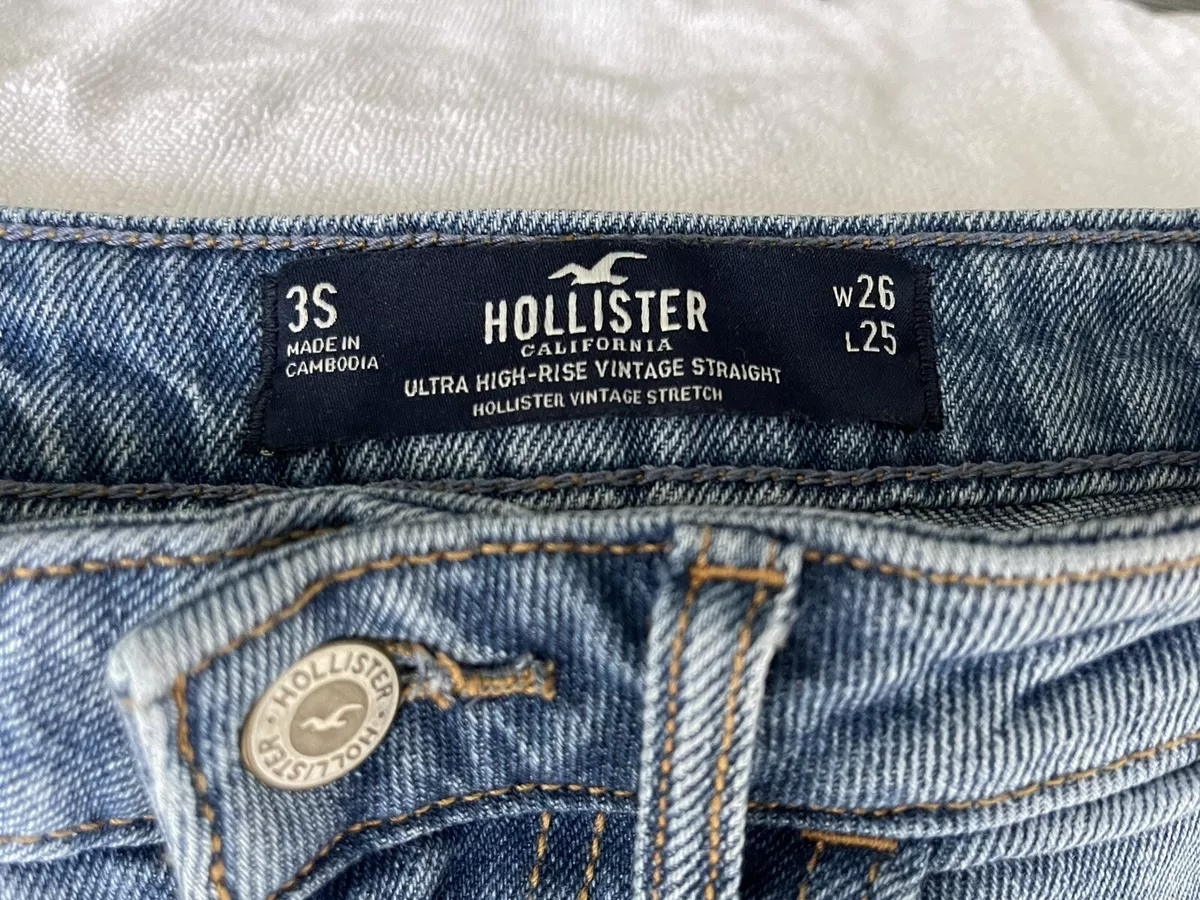 3S
MADE IN
CAMBODIA
HOLLISTER
CALIFORNIA
ULTRA HIGH-RISE VINTAGE STRAIGHT
HOLLISTER VINTAGE STRETCH
W26
L25
HOLLISTER • HOLLISTER •